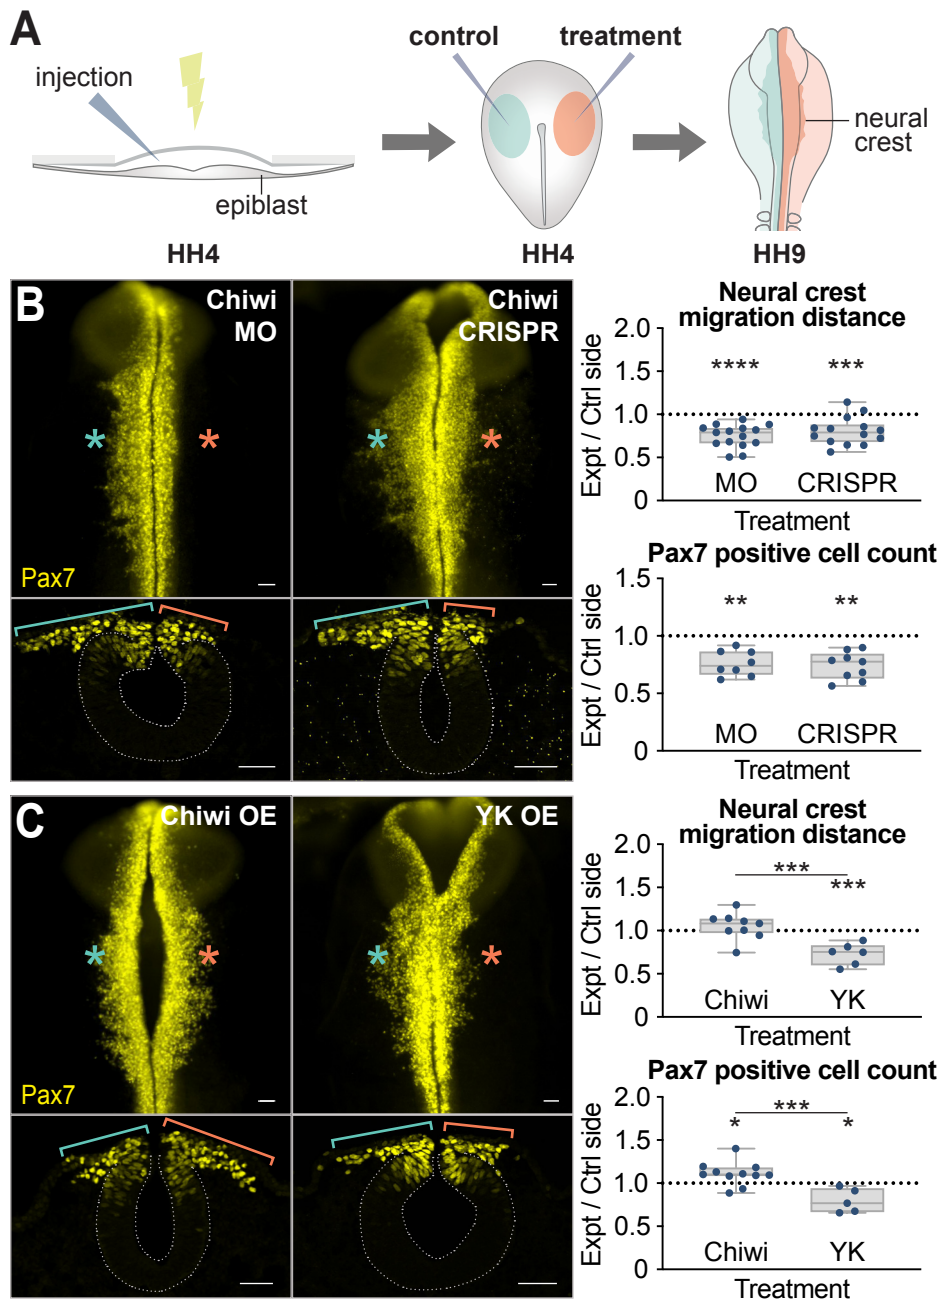 A
injection
epiblast
HH4
control
treatment
HH4
neural
crest
HH9
B
Chiwi
MO
Pax7
Chiwi
CRISPR
Neural crest
migration distance
Expt / Ctrl side
2.0
1.5
1.0
0.5
0
****
***
MO
CRISPR
Treatment
Pax7 positive cell count
Expt / Ctrl side
1.5
1.0
0.5
0
**
**
MO
CRISPR
Treatment
C
Chiwi OE
Pax7
YK OE
Neural crest
migration distance
Expt / Ctrl side
2.0
1.5
1.0
0.5
0
***
***
Chiwi
YK
Treatment
Pax7 positive cell count
Expt / Ctrl side
2.0
1.5
1.0
0.5
0
***
*
*
Chiwi
YK
Treatment